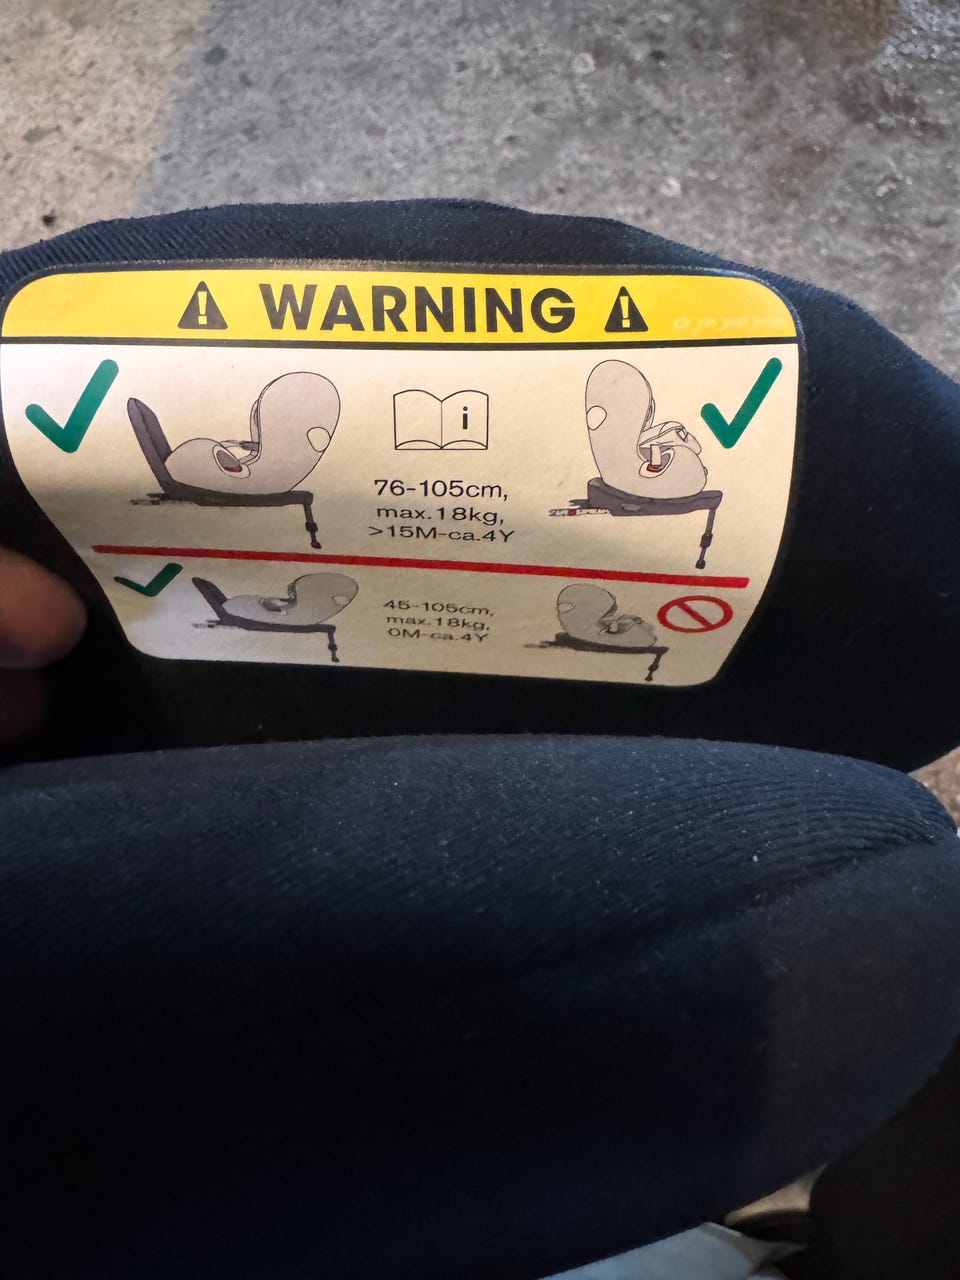 WARNING
i
76-105cm,
max.18kg,
>15M-ca.4Y
45-105cm,
max.18kg,
0M-ca.4Y